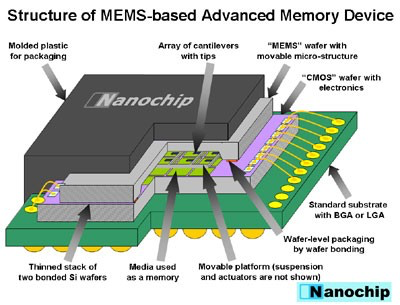 Structure of MEMS-based Advanced Memory Device
Molded plastic
for packaging
Array of cantilevers
with tips
“MEMS” wafer with
movable micro-structure
“CMOS” wafer with
electronics
Nanochip
Standard substrate
with BGA or LGA
Wafer-level packaging
by wafer bonding
Thinned stack of
two bonded Si wafers
Media used
as a memory
Movable platform (suspension
and actuators are not shown)
Nanochip